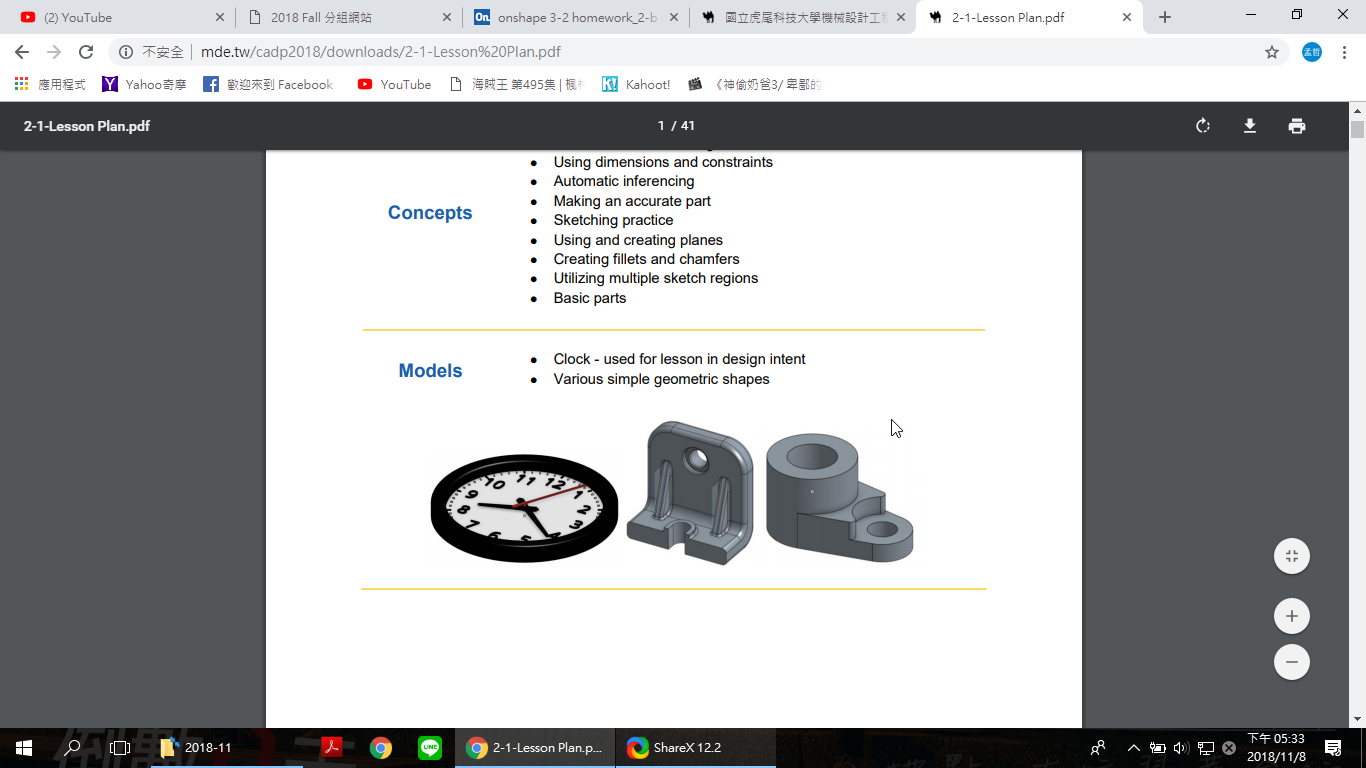 (2) YouTube
2018 Fall 分組網站
onshape 3-2 homework_2-b
國立虎尾科技大學機械設計工程
2-1-Lesson Plan.pdf
不安全 | mde.tw/cadp2018/downloads/2-1-Lesson%20Plan.pdf
孟哲
應用程式
Yahoo奇摩
歡迎來到 Facebook
YouTube
海賊王 第495集 | 楓林
Kahoot!
《神偷奶爸3/ 卑鄙的
2-1-Lesson Plan.pdf
1 / 41
Using dimensions and constraints
Automatic inferencing
Making an accurate part
Concepts
Sketching practice
Using and creating planes
Creating fillets and chamfers
Utilizing multiple sketch regions
Basic parts
Models
Clock - used for lesson in design intent
Various simple geometric shapes
10 11 12
9 1
8 2
7 3
5 4
2018-11
LINE
2-1-Lesson Plan.p...
ShareX 12.2
下午 05:33
2018/11/8